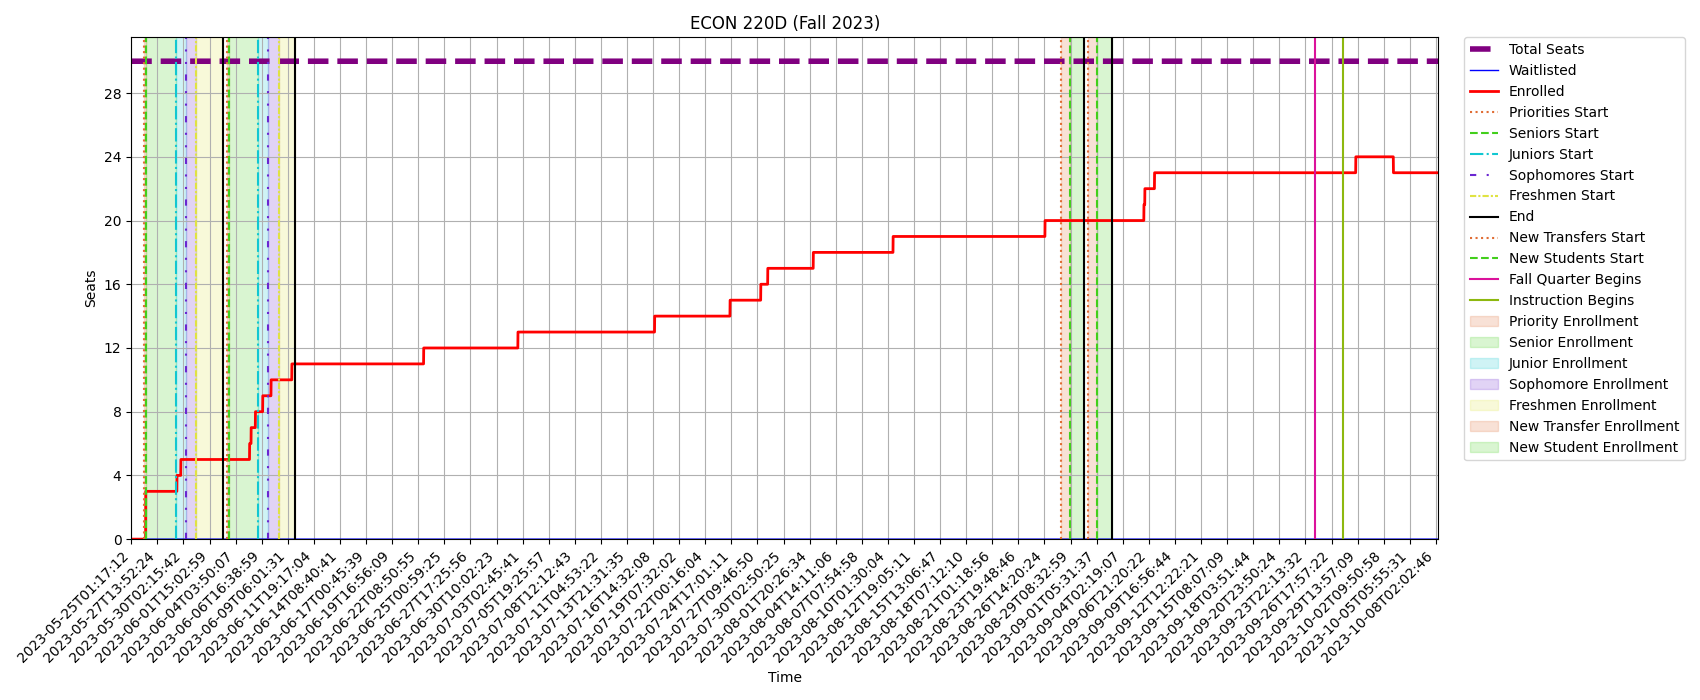 ECON 220D (Fall 2023)
Seats
28
24
20
16
12
8
4
0
2023-05-25T01:17:12
2023-05-27T13:52:24
2023-05-30T02:15:42
2023-06-01T15:02:59
2023-06-04T03:50:07
2023-06-06T16:38:59
2023-06-09T06:01:31
2023-06-11T19:17:04
2023-06-14T08:40:41
2023-06-17T00:45:39
2023-06-19T16:56:09
2023-06-22T08:50:55
2023-06-25T00:59:25
2023-06-27T17:25:56
2023-06-30T10:02:23
2023-07-03T02:45:41
2023-07-05T19:25:57
2023-07-08T12:12:43
2023-07-11T04:53:22
2023-07-13T21:31:35
2023-07-16T14:32:08
2023-07-19T07:32:02
2023-07-22T00:16:04
2023-07-24T17:01:11
2023-07-27T09:46:50
2023-07-30T02:50:25
2023-08-01T20:26:34
2023-08-04T14:11:06
2023-08-07T07:54:58
2023-08-10T01:30:04
2023-08-12T19:05:11
2023-08-15T13:06:47
2023-08-18T07:12:10
2023-08-21T01:18:56
2023-08-23T19:48:46
2023-08-26T14:20:24
2023-08-29T08:32:59
2023-09-01T05:31:37
2023-09-04T02:19:07
2023-09-06T21:20:22
2023-09-09T16:56:44
2023-09-12T12:22:21
2023-09-15T08:07:09
2023-09-18T03:51:44
2023-09-20T23:50:24
2023-09-23T22:13:32
2023-09-26T17:57:22
2023-09-29T13:57:09
2023-10-02T09:50:58
2023-10-05T05:55:31
2023-10-08T02:02:46
Time
Total Seats
Waitlisted
Enrolled
Priorities Start
Seniors Start
Juniors Start
Sophomores Start
Freshmen Start
End
New Transfers Start
New Students Start
Fall Quarter Begins
Instruction Begins
Priority Enrollment
Senior Enrollment
Junior Enrollment
Sophomore Enrollment
Freshmen Enrollment
New Transfer Enrollment
New Student Enrollment